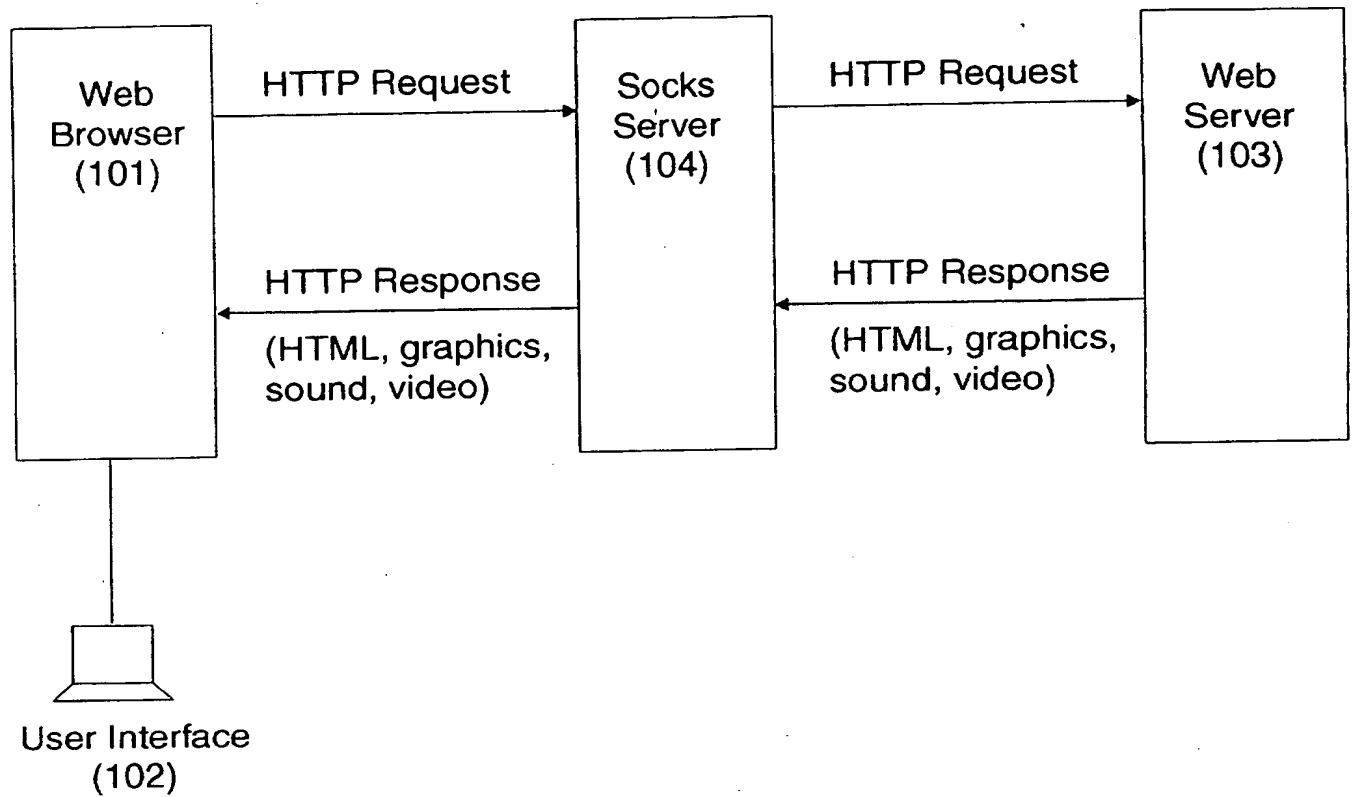 Web
Browser
(101)
HTTP Request
Socks
Server
(104)
HTTP Request
Web
Server
(103)
HTTP Response
(HTML, graphics,
sound, video)
HTTP Response
(HTML, graphics,
sound, video)
User Interface
(102)